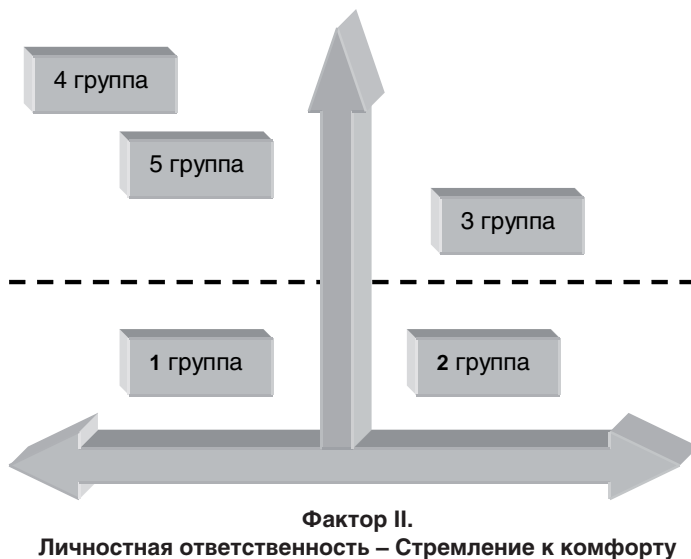 4 группа
5 группа
3 группа
1 группа
2 группа
Фактор II.
Личностная ответственность – Стремление к комфорту